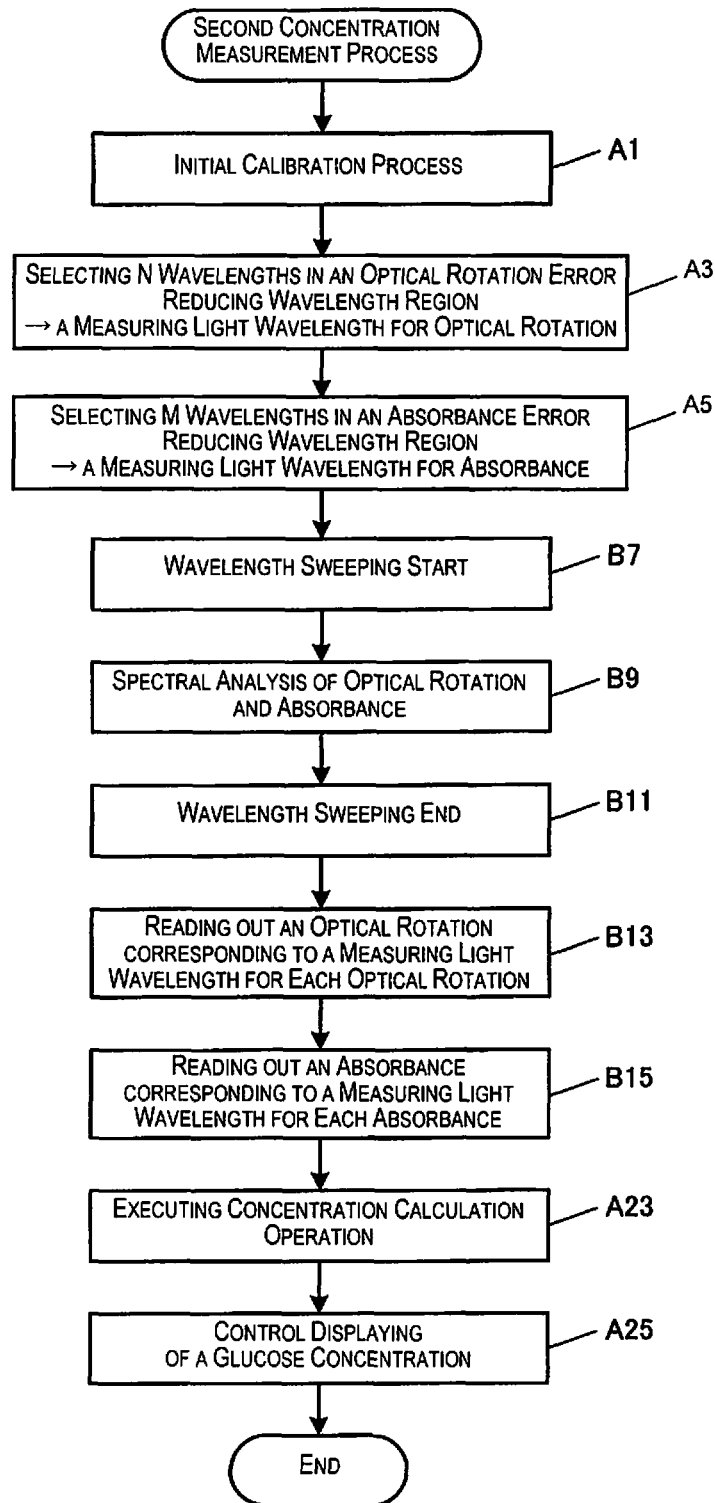 SECOND CONCENTRATION
MEASUREMENT PROCESS
INITIAL CALIBRATION PROCESS
A1
SELECTING N WAVELENGTHS IN AN OPTICAL ROTATION ERROR
REDUCING WAVELENGTH REGION
→ A MEASURING LIGHT WAVELENGTH FOR OPTICAL ROTATION
A3
SELECTING M WAVELENGTHS IN AN ABSORBANCE ERROR
REDUCING WAVELENGTH REGION
→ A MEASURING LIGHT WAVELENGTH FOR ABSORBANCE
A5
WAVELENGTH SWEEPING START
B7
SPECTRAL ANALYSIS OF OPTICAL ROTATION
AND ABSORBANCE
B9
WAVELENGTH SWEEPING END
B11
READING OUT AN OPTICAL ROTATION
CORRESPONDING TO A MEASURING LIGHT
WAVELENGTH FOR EACH OPTICAL ROTATION
B13
READING OUT AN ABSORBANCE
CORRESPONDING TO A MEASURING LIGHT
WAVELENGTH FOR EACH ABSORBANCE
B15
EXECUTING CONCENTRATION CALCULATION
OPERATION
A23
CONTROL DISPLAYING
OF A GLUCOSE CONCENTRATION
A25
END